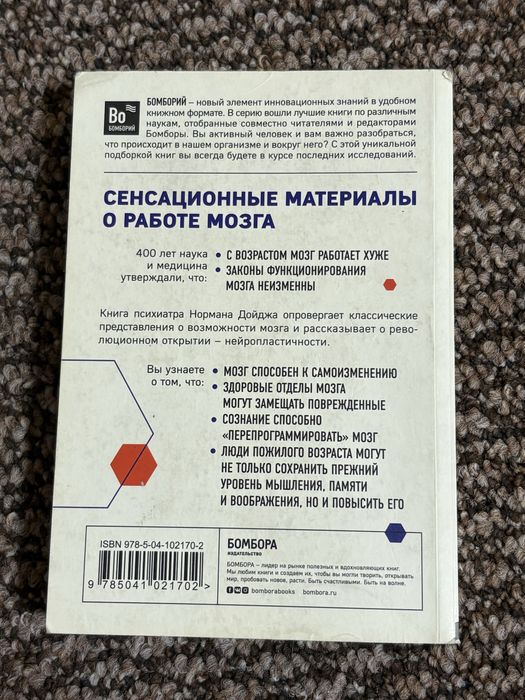 Bo
БОМБОРИЙ
БОМБОРИЙ – новый элемент инновационных знаний в удобном
книжном формате. В серию вошли лучшие книги по различным
наукам, отобранные совместно читателями и редакторами
Бомборы. Вы активный человек и вам важно разобраться,
что происходит в нашем организме и вокруг него? С этой уникальной
подборкой книг вы всегда будете в курсе последних исследований.
СЕНСАЦИОННЫЕ МАТЕРИАЛЫ
О РАБОТЕ МОЗГА
400 лет наука
и медицина
утверждали, что:
• С ВОЗРАСТОМ МОЗГ РАБОТАЕТ ХУЖЕ
• ЗАКОНЫ ФУНКЦИОНИРОВАНИЯ
МОЗГА НЕИЗМЕННЫ
Книга психиатра Нормана Дойджа опровергает классические
представления о возможности мозга и рассказывает о рево-
люционном открытии – нейропластичности.
Вы узнаете
о том, что:
• МОЗГ СПОСОБЕН К САМОИЗМЕНЕНИЮ
• ЗДОРОВЫЕ ОТДЕЛЫ МОЗГА
МОГУТ ЗАМЕЩАТЬ ПОВРЕЖДЕННЫЕ
• СОЗНАНИЕ СПОСОБНО
«ПЕРЕПРОГРАММИРОВАТЬ» МОЗГ
• ЛЮДИ ПОЖИЛОГО ВОЗРАСТА МОГУТ
НЕ ТОЛЬКО СОХРАНИТЬ ПРЕЖНИЙ
УРОВЕНЬ МЫШЛЕНИЯ, ПАМЯТИ
И ВООБРАЖЕНИЯ, НО И ПОВЫСИТЬ ЕГО
ISBN 978-5-04-102170-2
9 785041 021702 >
БОМБОРА
ИЗДАТЕЛЬСТВО
БОМБОРА – лидер на рынке полезных и вдохновляющих книг.
Мы любим книги и создаем их, чтобы вы могли творить, открывать
мир, пробовать новое, расти. Быть счастливыми. Быть на волне.
bomborabooks bombora.ru